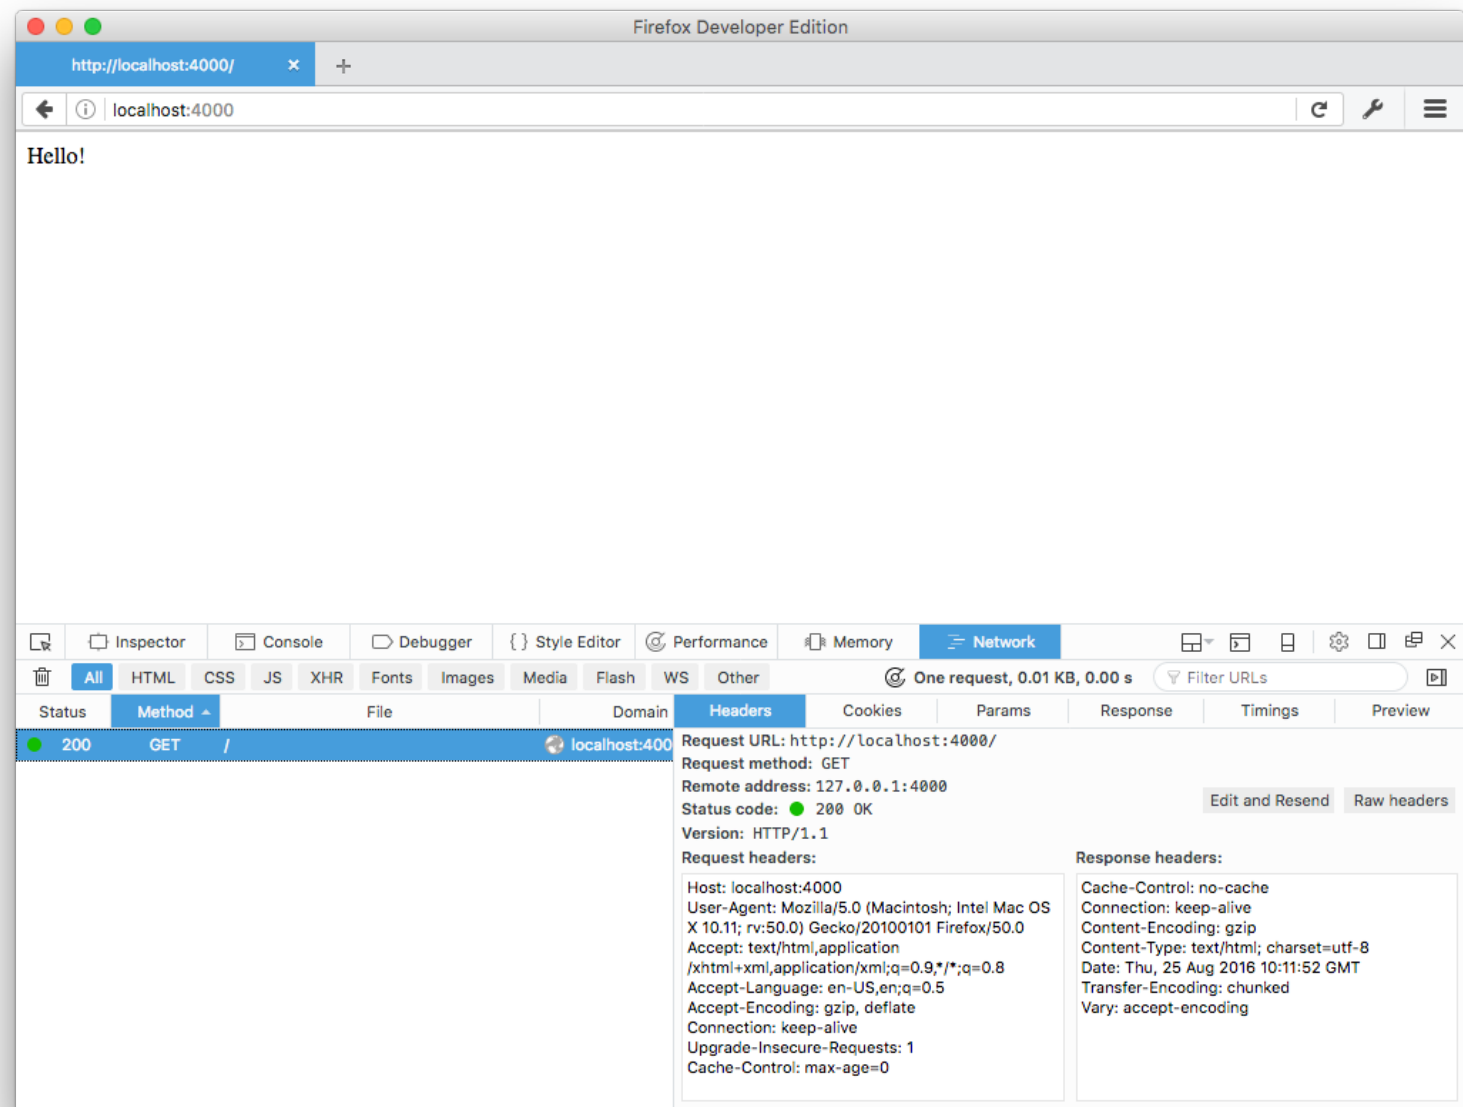 Firefox Developer Edition
http://localhost:4000/ × +
localhost:4000
Hello!
Inspector Console Debugger { } Style Editor Performance Memory Network
All HTML CSS JS XHR Fonts Images Media Flash WS Other One request, 0.01 KB, 0.00 s Filter URLs
Status Method File Domain Headers Cookies Params Response Timings Preview
200 GET / localhost:400
Request URL: http://localhost:4000/
Request method: GET
Remote address: 127.0.0.1:4000
Edit and Resend Raw headers
Status code: 200 OK
Version: HTTP/1.1
Request headers:
Host: localhost:4000
User-Agent: Mozilla/5.0 (Macintosh; Intel Mac OS
X 10.11; rv:50.0) Gecko/20100101 Firefox/50.0
Accept: text/html,application
/xhtml+xml,application/xml;q=0.9,*/*;q=0.8
Accept-Language: en-US,en;q=0.5
Accept-Encoding: gzip, deflate
Connection: keep-alive
Upgrade-Insecure-Requests: 1
Cache-Control: max-age=0
Response headers:
Cache-Control: no-cache
Connection: keep-alive
Content-Encoding: gzip
Content-Type: text/html; charset=utf-8
Date: Thu, 25 Aug 2016 10:11:52 GMT
Transfer-Encoding: chunked
Vary: accept-encoding